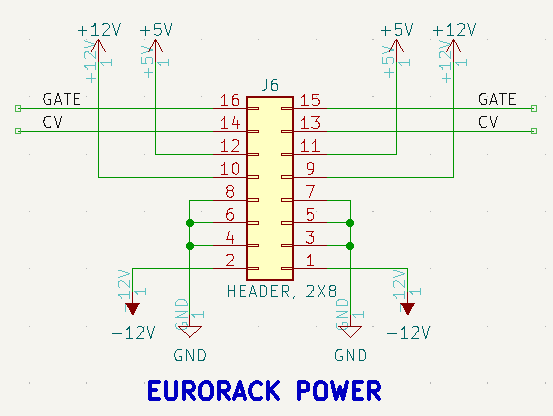 +12V +5V +5V +12V
+12V 1 +5V 1 +5V 1 +12V 1
J6
GATE 16 15 GATE
CV 14 13 CV
12 11
10 9
8 7
6 5
4 3
2 1
-12V 1 GND 1 GND 1 -12V 1
HEADER, 2X8
-12V -12V
GND GND
EURORACK POWER